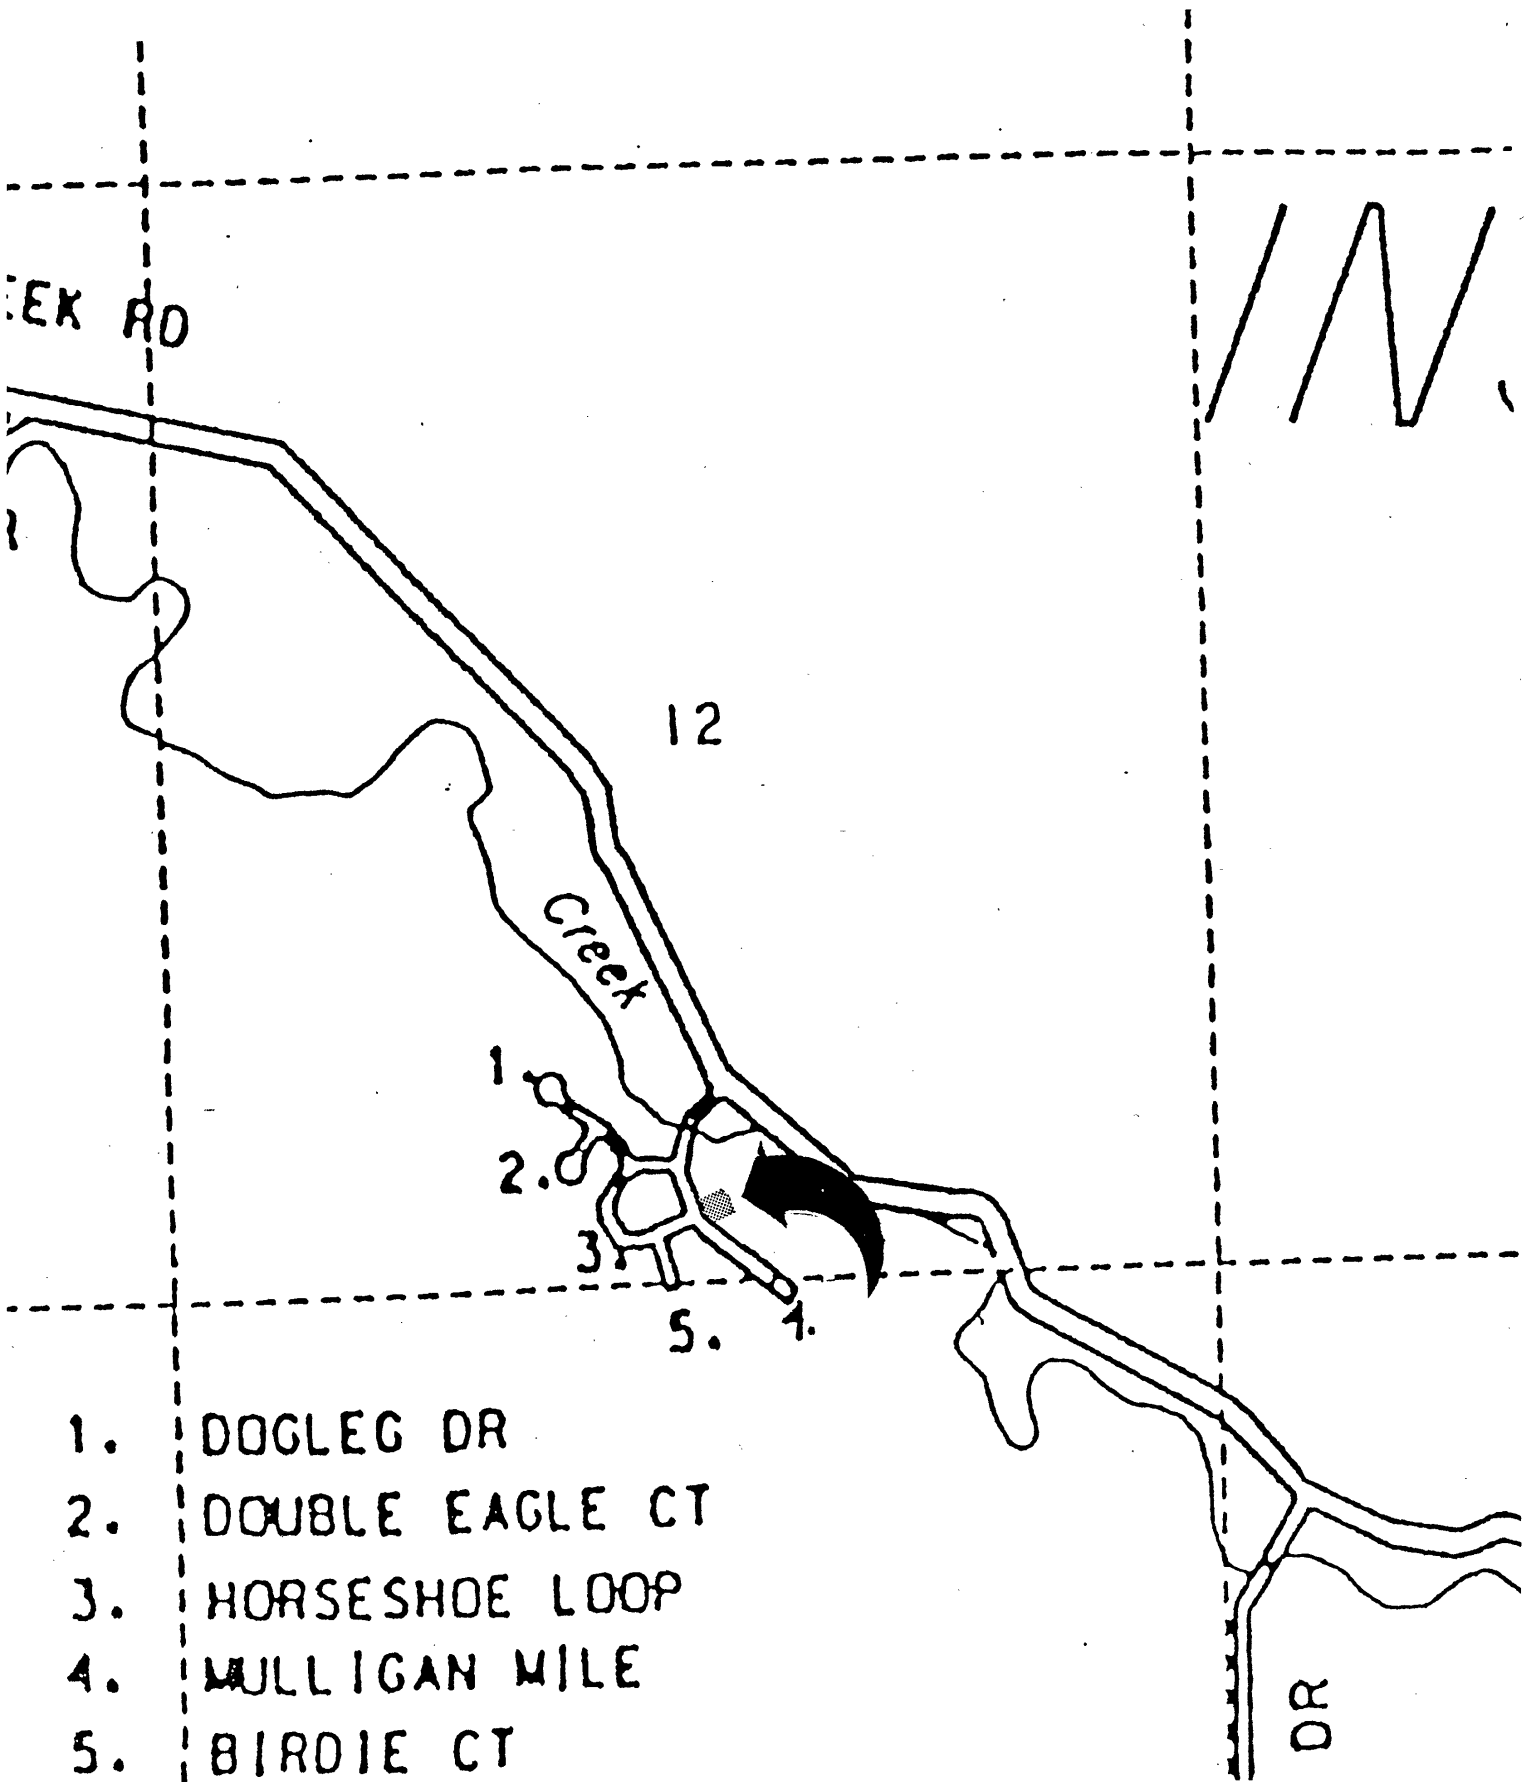 EEK RD
12
Creek
1.
2.
3.
5. 4.
1. DOGLEG DR
2. DOUBLE EAGLE CT
3. HORSESHOE LOOP
4. MULLIGAN MILE
5. BIRDIE CT
DR